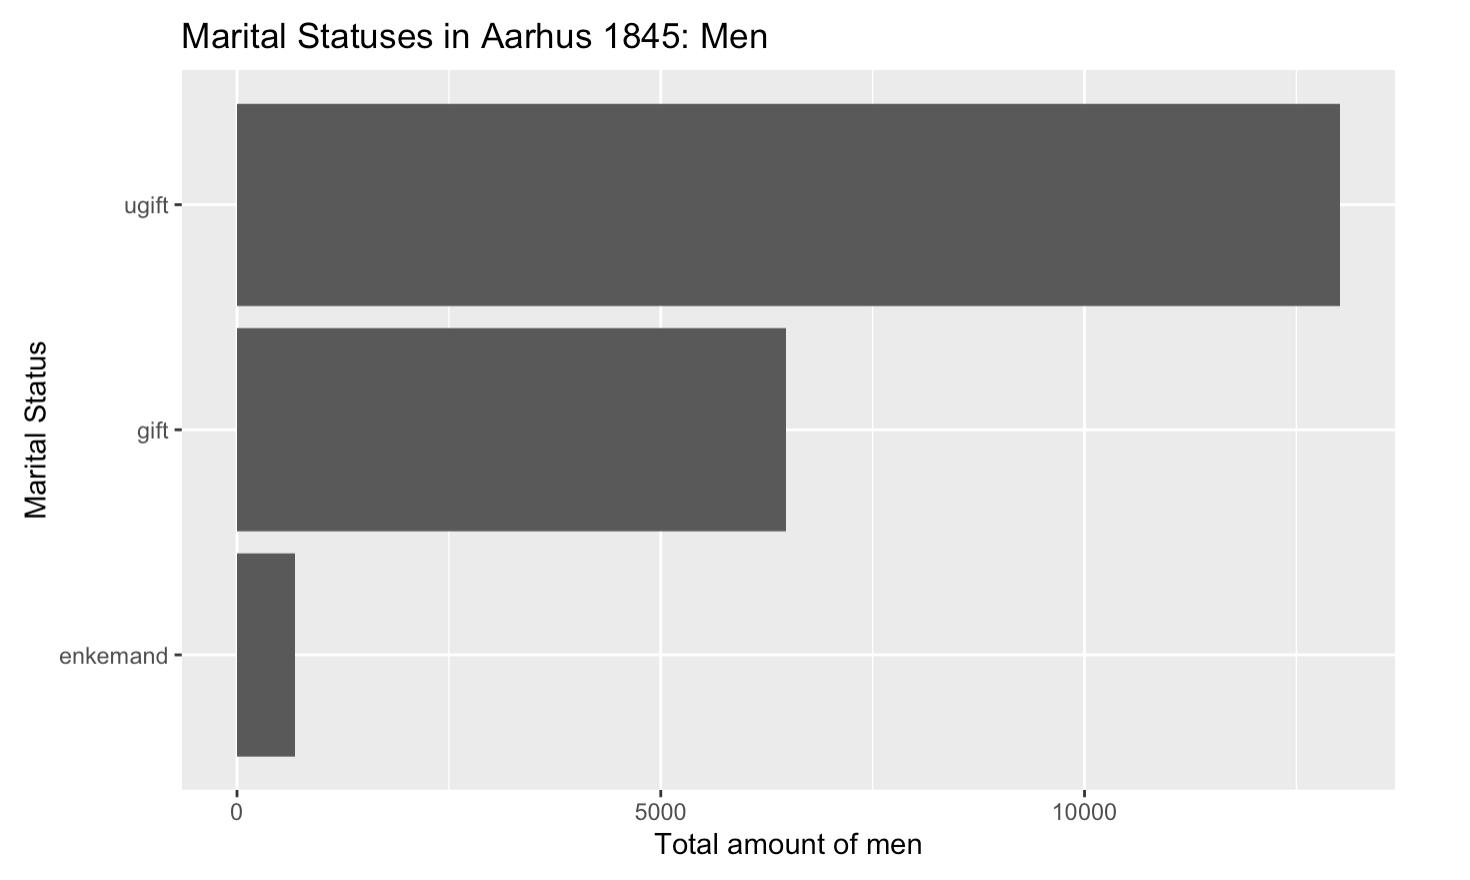 Marital Statuses in Aarhus 1845: Men
Marital Status
ugift
gift
enkemand
0 5000 10000
Total amount of men